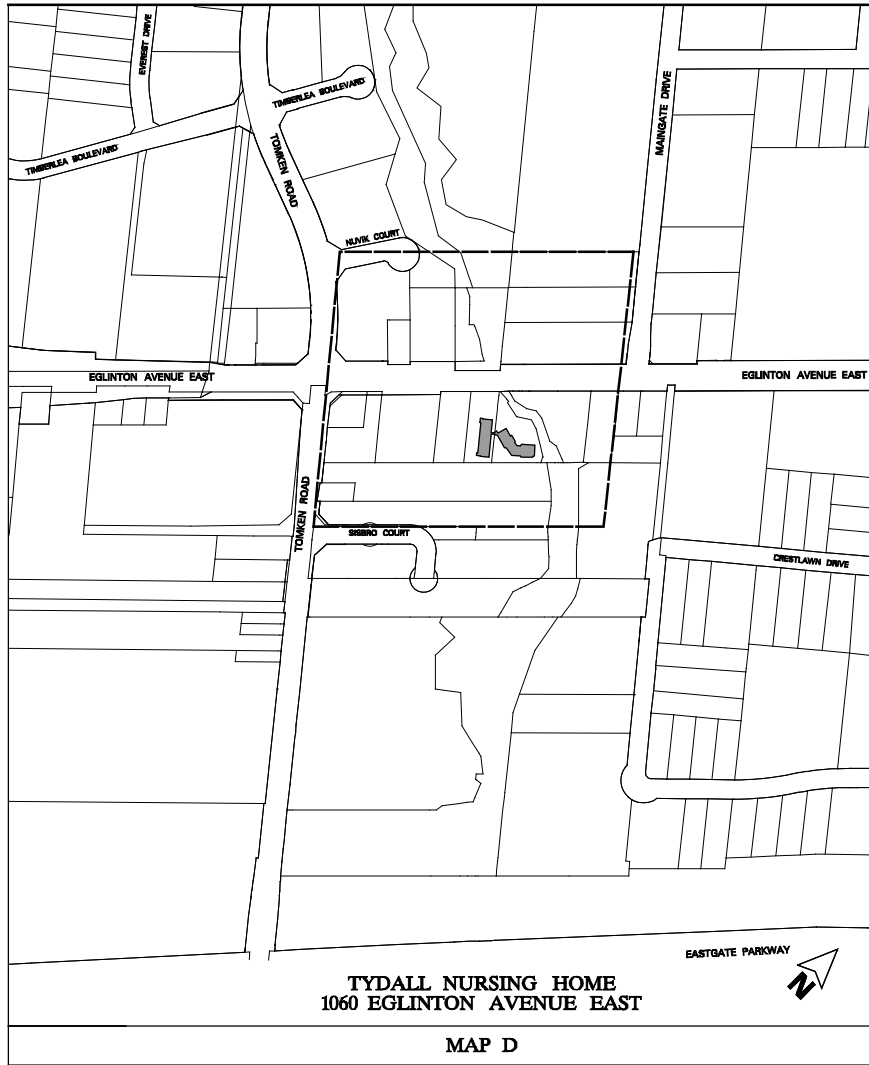 EVEREST DRIVE
TIMBERLEA BOULEVARD
MAINGATE DRIVE
TIMBERLEA BOULEVARD
TOMKEN ROAD
NUVIK COURT
EGLINTON AVENUE EAST
EGLINTON AVENUE EAST
TOMKEN ROAD
SISBRO COURT
CRESTLAWN DRIVE
EASTGATE PARKWAY
N
TYDALL NURSING HOME
1060 EGLINTON AVENUE EAST
MAP D